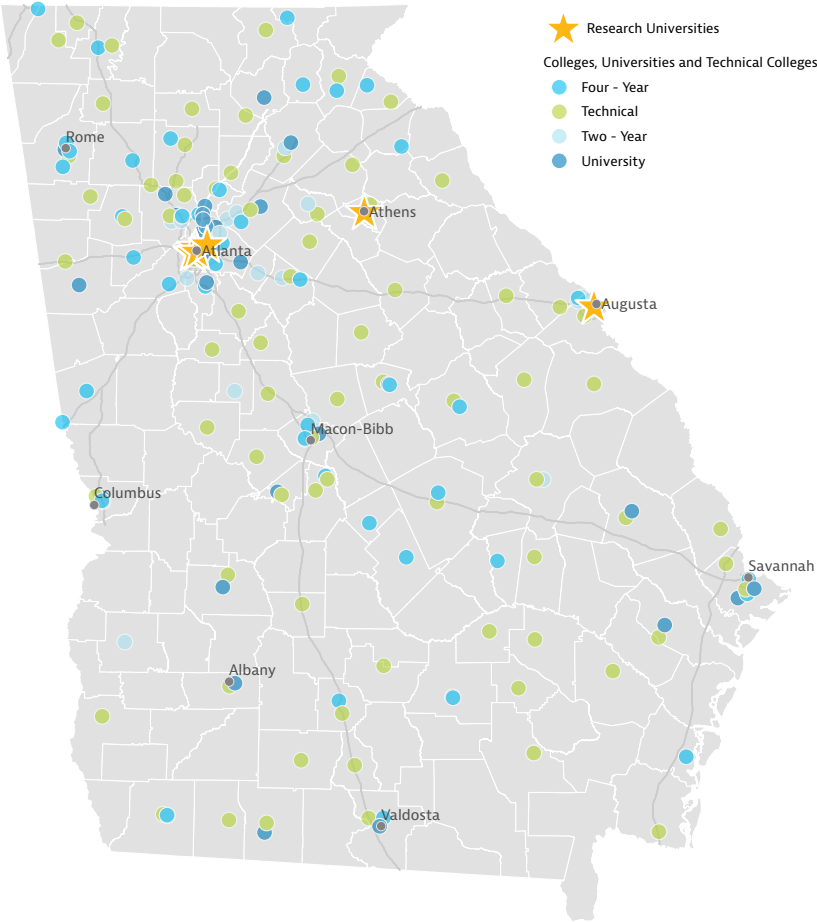 Research Universities
Colleges, Universities and Technical Colleges
Four - Year
Technical
Two - Year
University
Rome
Athens
Atlanta
Augusta
Macon-Bibb
Columbus
Savannah
Albany
Valdosta